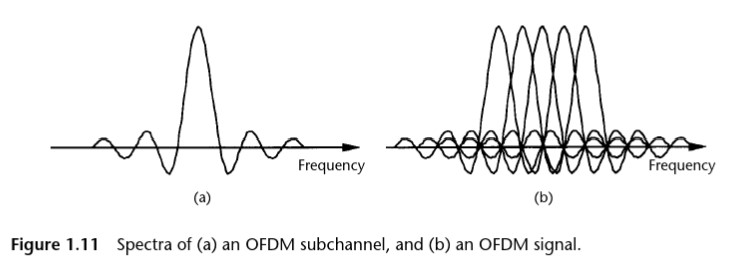 Frequency
Frequency
(a)
(b)
Figure 1.11 Spectra of (a) an OFDM subchannel, and (b) an OFDM signal.